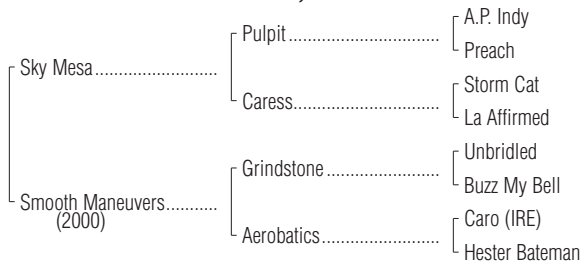 A.P. Indy
Pulpit
Preach
Sky Mesa
Storm Cat
Caress
La Affirmed
Unbridled
Grindstone
Buzz My Bell
Smooth Maneuvers
(2000)
Caro (IRE)
Aerobatics
Hester Bateman